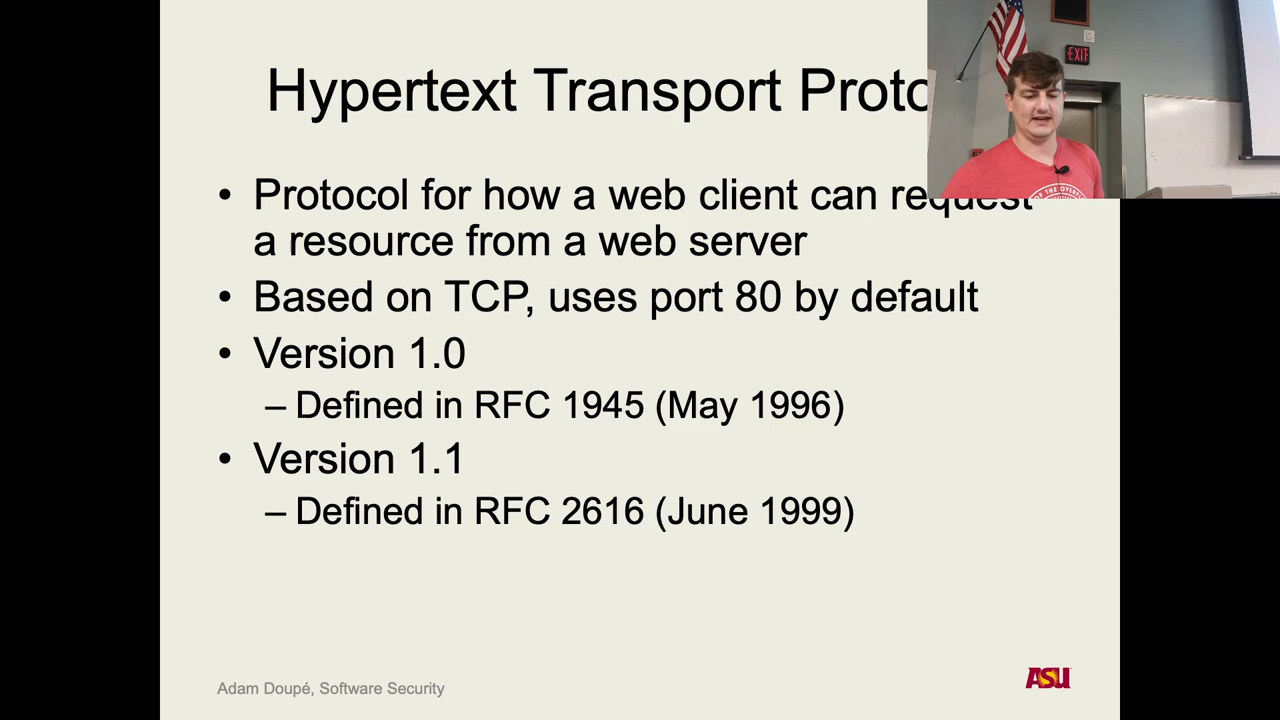 Hypertext Transport Proto
EXIT
• Protocol for how a web client can request
a resource from a web server
• Based on TCP, uses port 80 by default
• Version 1.0
– Defined in RFC 1945 (May 1996)
• Version 1.1
– Defined in RFC 2616 (June 1999)
Adam Doupé, Software Security
ASU